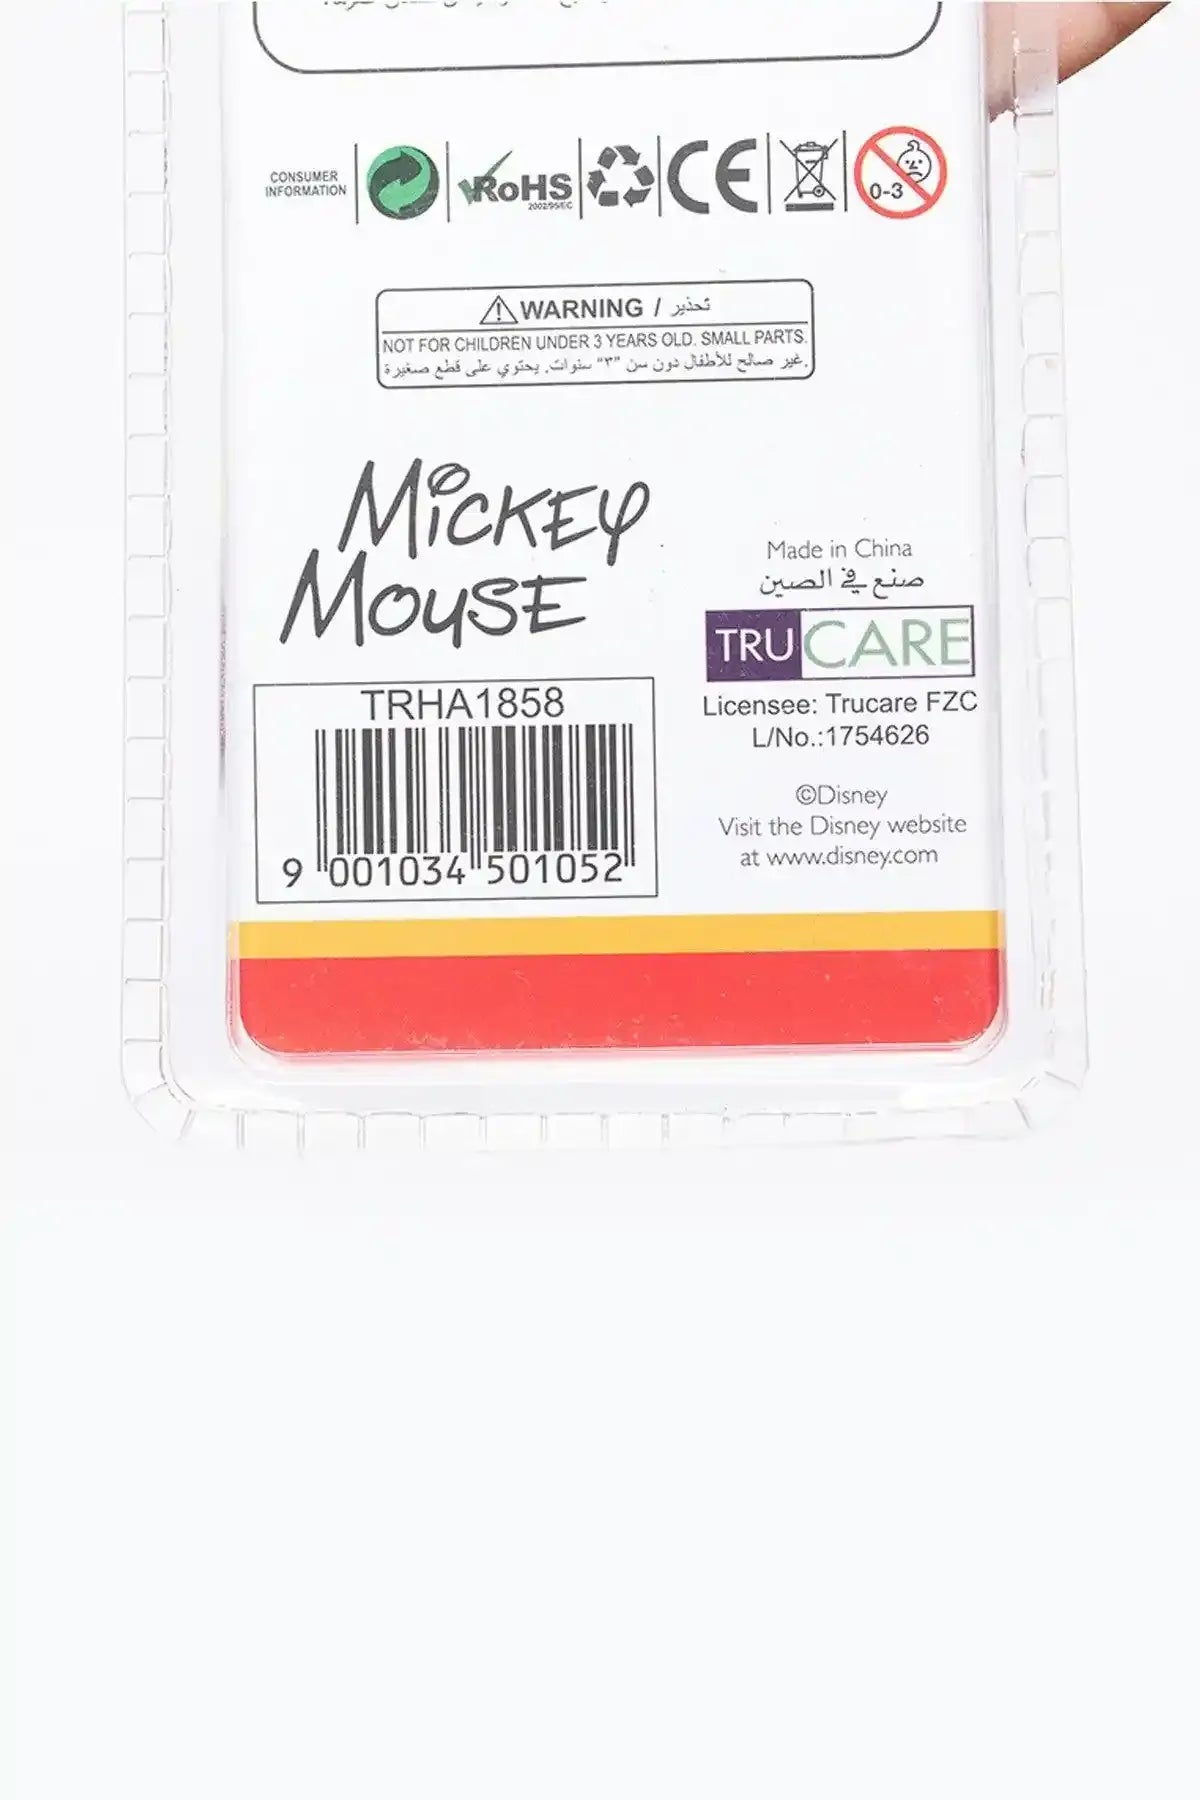 CONSUMER
INFORMATION
RoHS
2002/95/EC
CE
0-3
WARNING / تحذير
NOT FOR CHILDREN UNDER 3 YEARS OLD. SMALL PARTS.
غير صالح للأطفال دون سن "٣" سنوات. يحتوي على قطع صغيرة.
MICKEY
MOUSE
Made in China
صنع في الصين
TRUCARE
Licensee: Trucare FZC
L/No.:1754626
©Disney
Visit the Disney website
at www.disney.com
TRHA1858
9 001034 501052